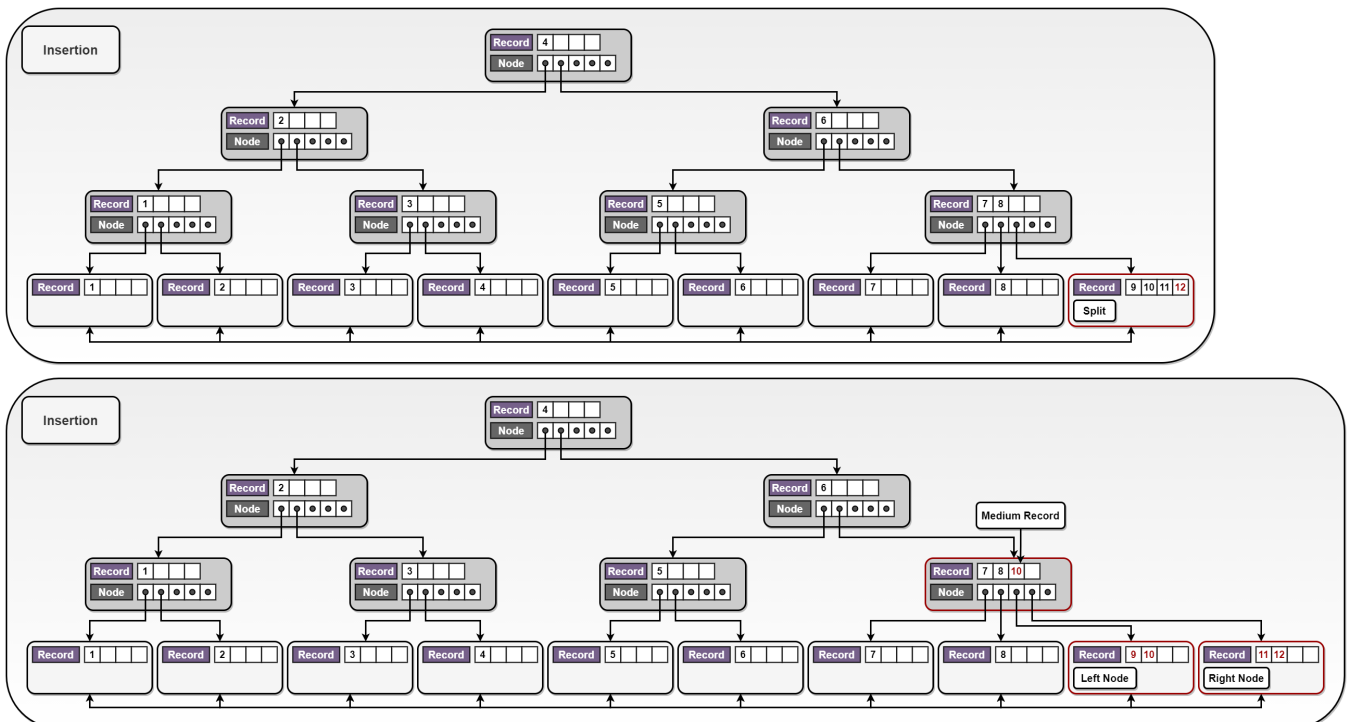 Insertion
Record 4
Node
Record 2
Node
Record 6
Node
Record 1
Node
Record 3
Node
Record 5
Node
Record 7 8
Node
Record 1
Record 2
Record 3
Record 4
Record 5
Record 6
Record 7
Record 8
Record 9 10 11 12
Split
Insertion
Record 4
Node
Record 2
Node
Record 6
Node
Medium Record
Record 1
Node
Record 3
Node
Record 5
Node
Record 7 8 10
Node
Record 1
Record 2
Record 3
Record 4
Record 5
Record 6
Record 7
Record 8
Record 9 10
Left Node
Record 11 12
Right Node